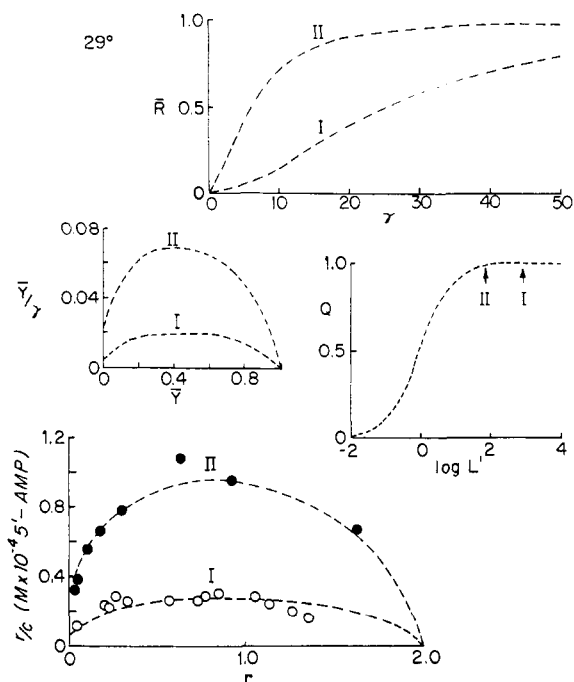 29°
1.0
0.5
0
R̄
II
I
0 10 20 30 40 50
γ
0.08
0.04
0
Ȳ/γ
II
I
0 0.4 0.8
Ȳ
1.0
0.5
0
Q
II I
-2 0 2 4
log L'
1.2
0.8
0.4
0
r/c (M×10⁻⁴ 5'-AMP)
II
I
0 1.0 2.0
r